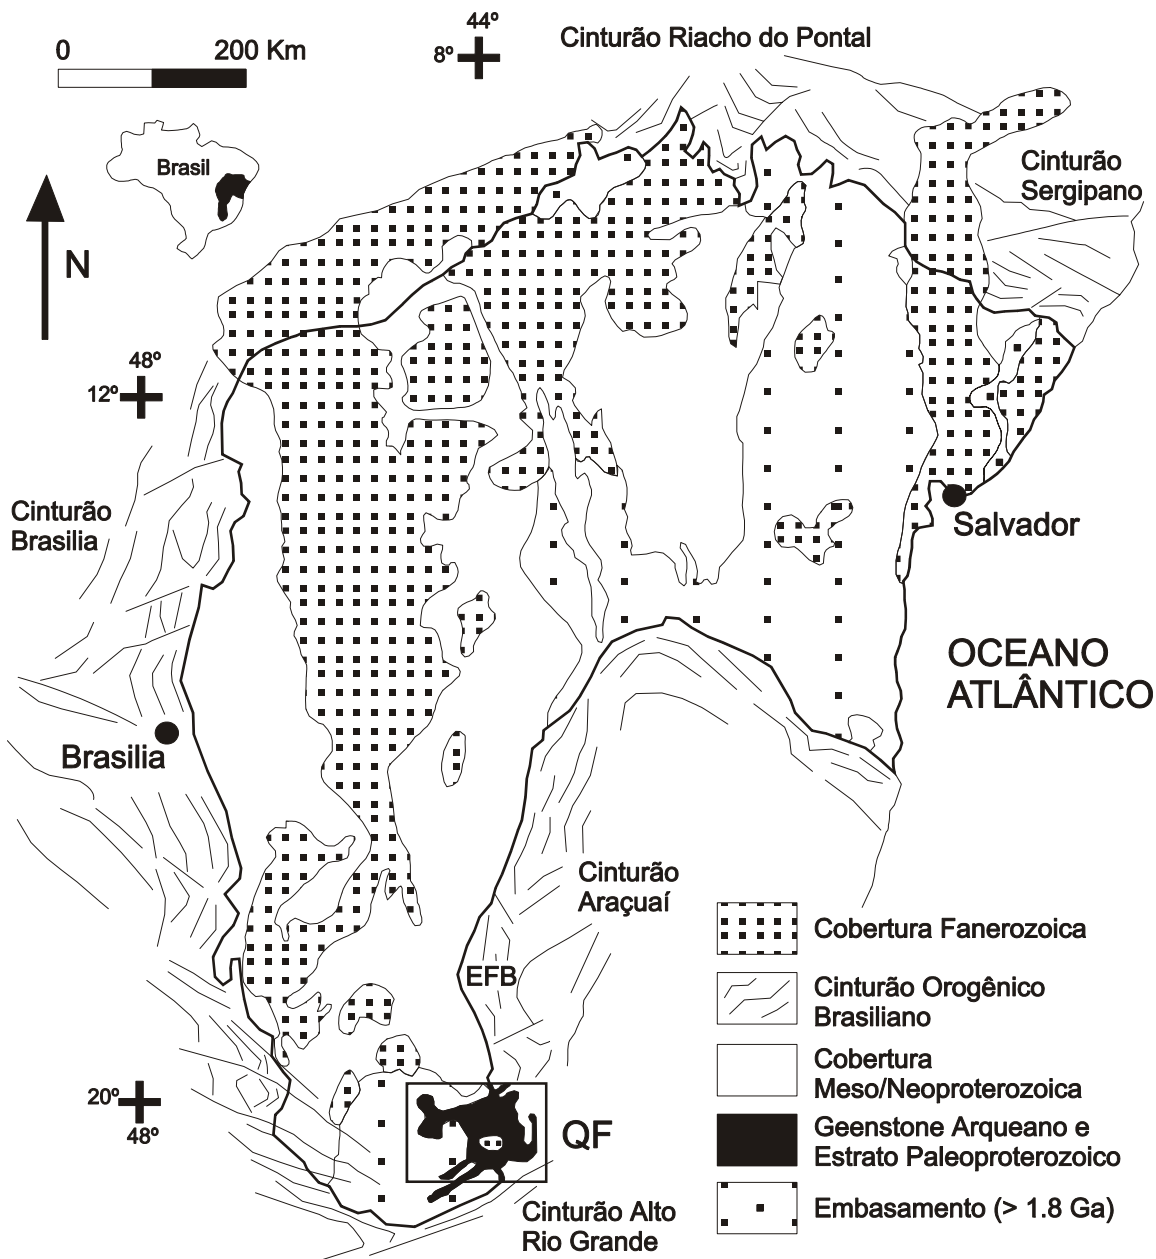 0 200 Km
44º
8º
Cinturão Riacho do Pontal
Brasil
Cinturão
Sergipano
N
48º
12º
Cinturão
Brasilia
Salvador
OCEANO
ATLÂNTICO
Brasilia
Cinturão
Araçuaí
EFB
Cobertura Fanerozoica
Cinturão Orogênico
Brasiliano
Cobertura
Meso/Neoproterozoica
20º
48º
QF
Geenstone Arqueano e
Estrato Paleoproterozoico
Embasamento (> 1.8 Ga)
Cinturão Alto
Rio Grande